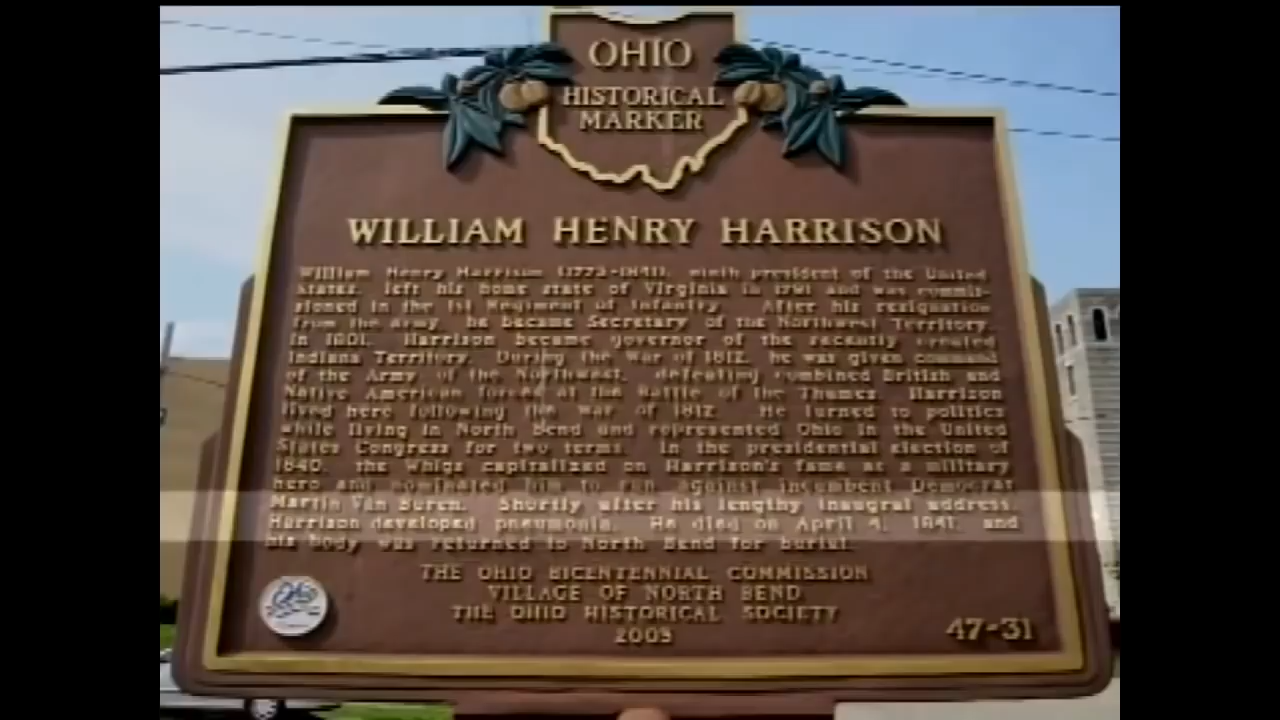 OHIO
HISTORICAL
MARKER
WILLIAM HENRY HARRISON
William Henry Harrison (1773-1841), ninth president of the United
States, left his home state of Virginia in 1791 and was commis-
sioned in the 1st Regiment of Infantry. After his resignation
from the Army, he became Secretary of the Northwest Territory.
In 1801, Harrison became governor of the recently created
Indiana Territory. During the War of 1812, he was given command
of the Army of the Northwest, defeating combined British and
Native American forces at the Battle of the Thames. Harrison
lived here following the War of 1812. He turned to politics
while living in North Bend and represented Ohio in the United
States Congress for two terms. In the presidential election of
1840, the Whigs capitalized on Harrison's fame as a military
hero and nominated him to run against incumbent Democrat
Martin Van Buren. Shortly after his lengthy inaugural address,
Harrison developed pneumonia. He died on April 4, 1841, and
his body was returned to North Bend for burial.
THE OHIO BICENTENNIAL COMMISSION
VILLAGE OF NORTH BEND
THE OHIO HISTORICAL SOCIETY
2003
47-31
Ohio